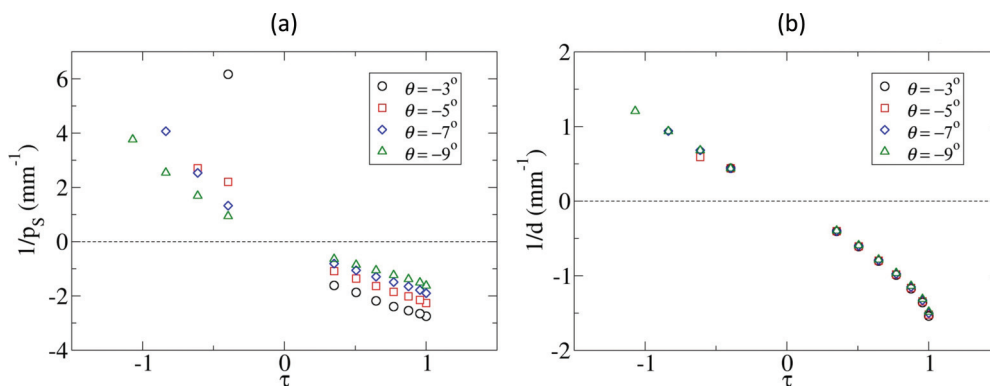 (a)
1/pS (mm⁻¹)
6
4
2
0
-2
-4
-1
0
1
τ
θ = −3°
θ = −5°
θ = −7°
θ = −9°
(b)
1/d (mm⁻¹)
2
1
0
-1
-2
-1
0
1
τ
θ = −3°
θ = −5°
θ = −7°
θ = −9°